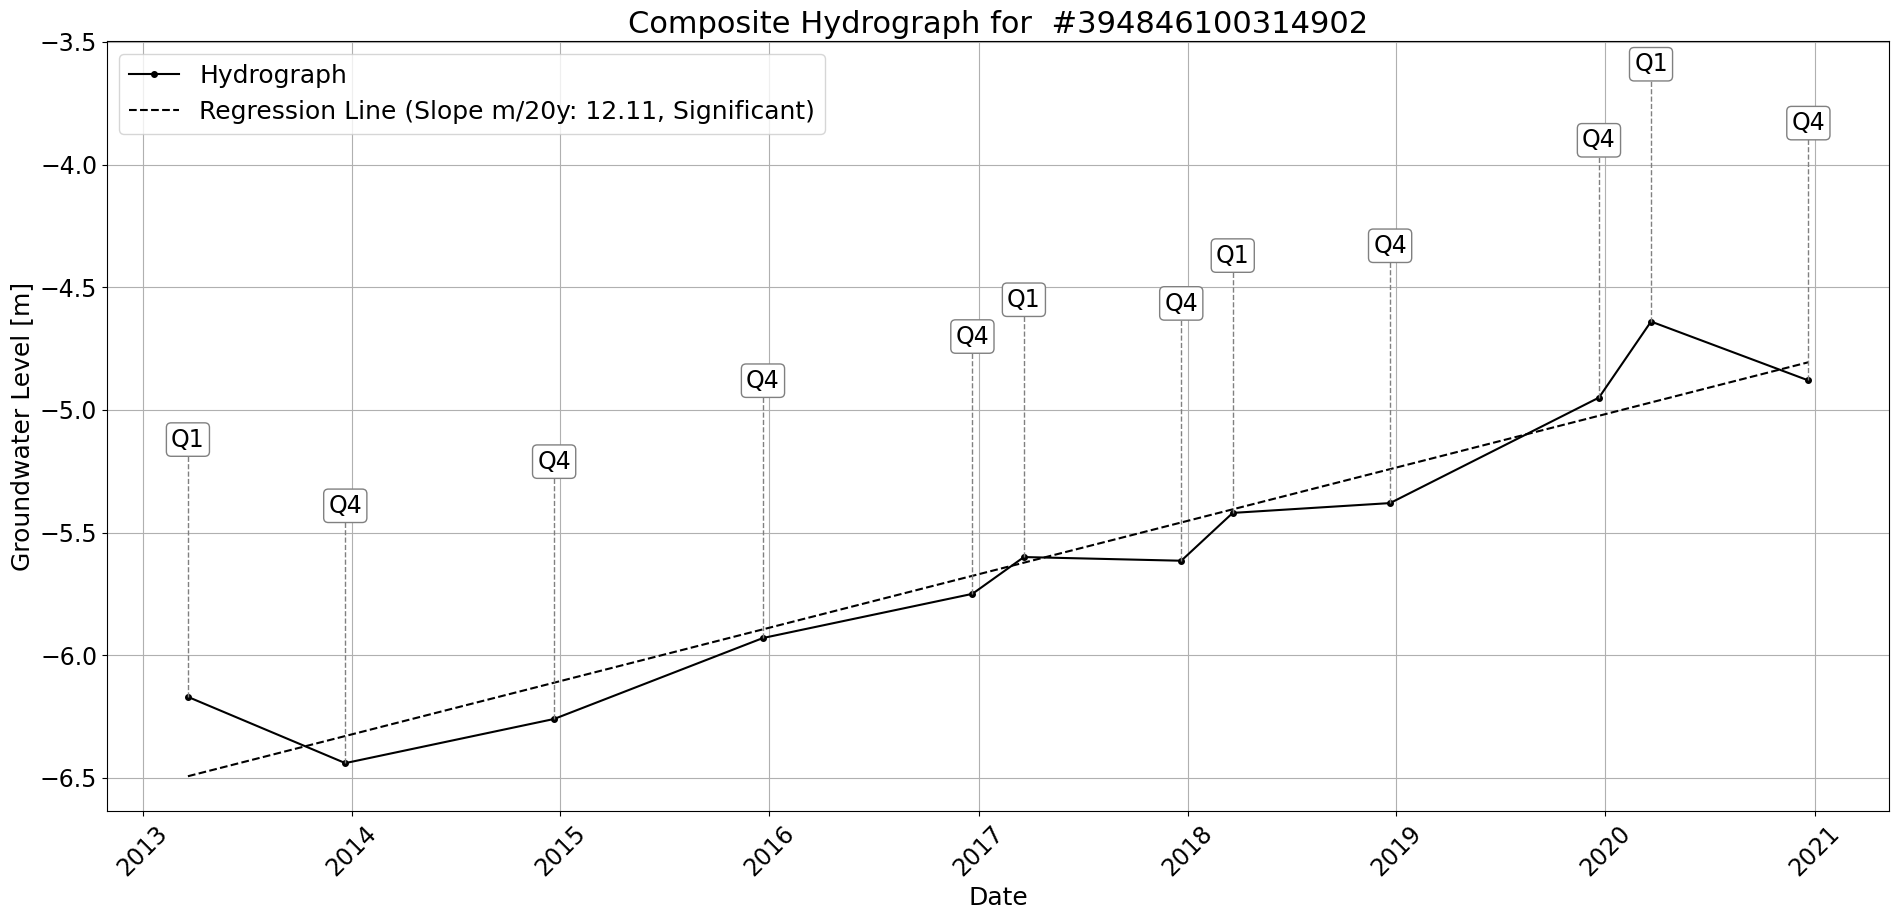 Composite Hydrograph for  #394846100314902
Hydrograph
Regression Line (Slope m/20y: 12.11, Significant)
Groundwater Level [m]
−3.5
−4.0
−4.5
−5.0
−5.5
−6.0
−6.5
Q1
Q4
Q4
Q4
Q4
Q1
Q4
Q1
Q4
Q4
Q1
Q4
2013
2014
2015
2016
2017
2018
2019
2020
2021
Date